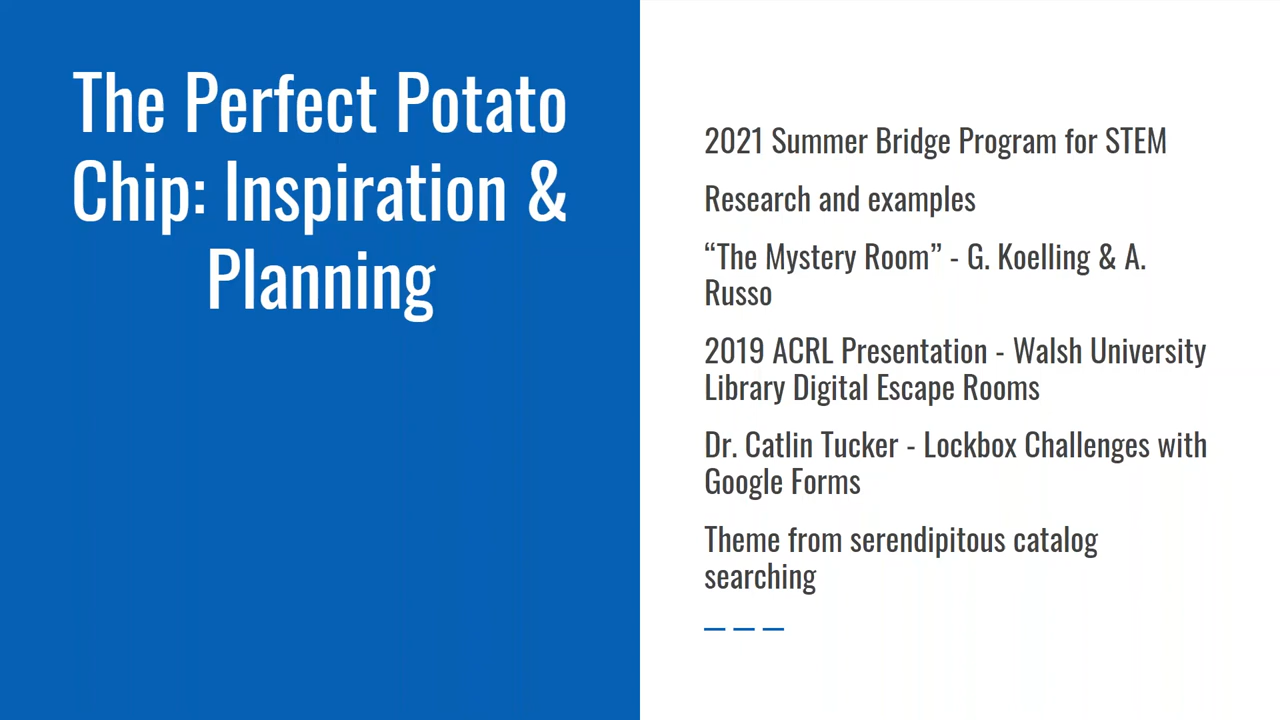 The Perfect Potato
Chip: Inspiration &
Planning
2021 Summer Bridge Program for STEM
Research and examples
“The Mystery Room” - G. Koelling & A.
Russo
2019 ACRL Presentation - Walsh University
Library Digital Escape Rooms
Dr. Catlin Tucker - Lockbox Challenges with
Google Forms
Theme from serendipitous catalog
searching